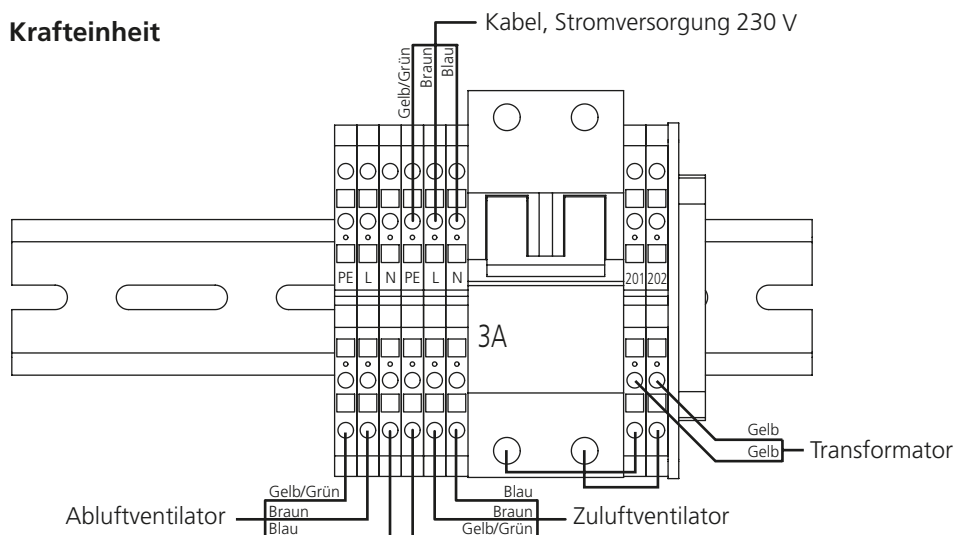 Krafteinheit
Kabel, Stromversorgung 230 V
Gelb/Grün
Braun
Blau
PE L N PE L N
201 202
3A
Gelb
Gelb
Transformator
Gelb/Grün
Braun
Blau
Abluftventilator
Blau
Braun
Gelb/Grün
Zuluftventilator